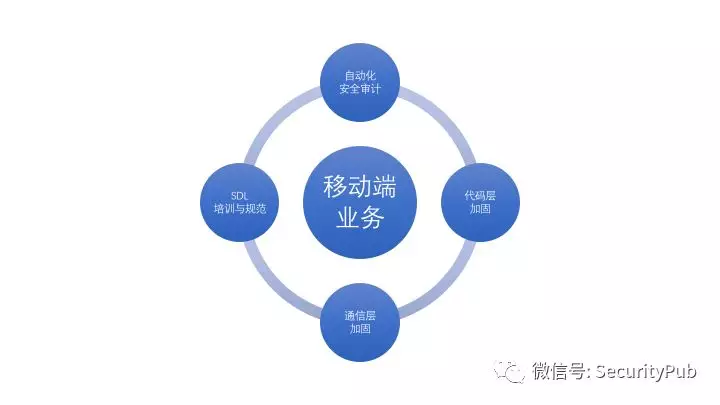 自动化
安全审计
SDL
培训与规范
移动端
业务
代码层
加固
通信层
加固
微信号: SecurityPub